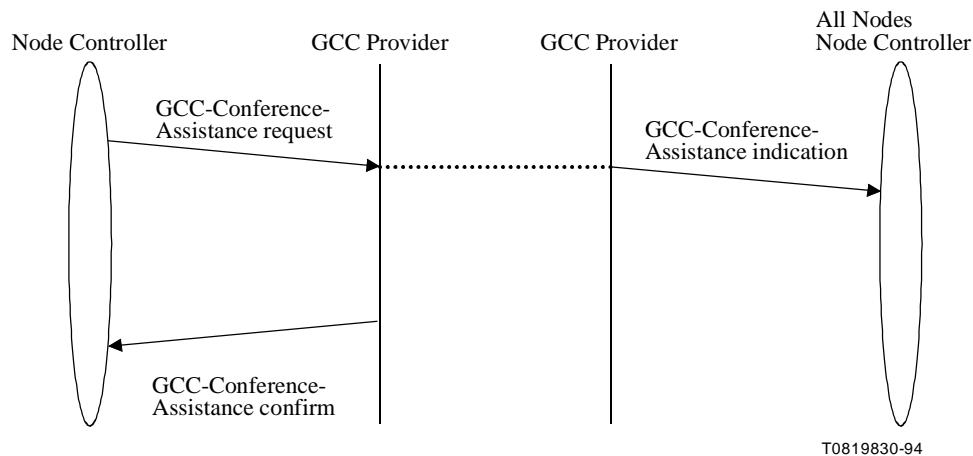 Node Controller
GCC Provider
GCC Provider
All Nodes
Node Controller
GCC-Conference-
Assistance request
GCC-Conference-
Assistance indication
GCC-Conference-
Assistance confirm
T0819830-94